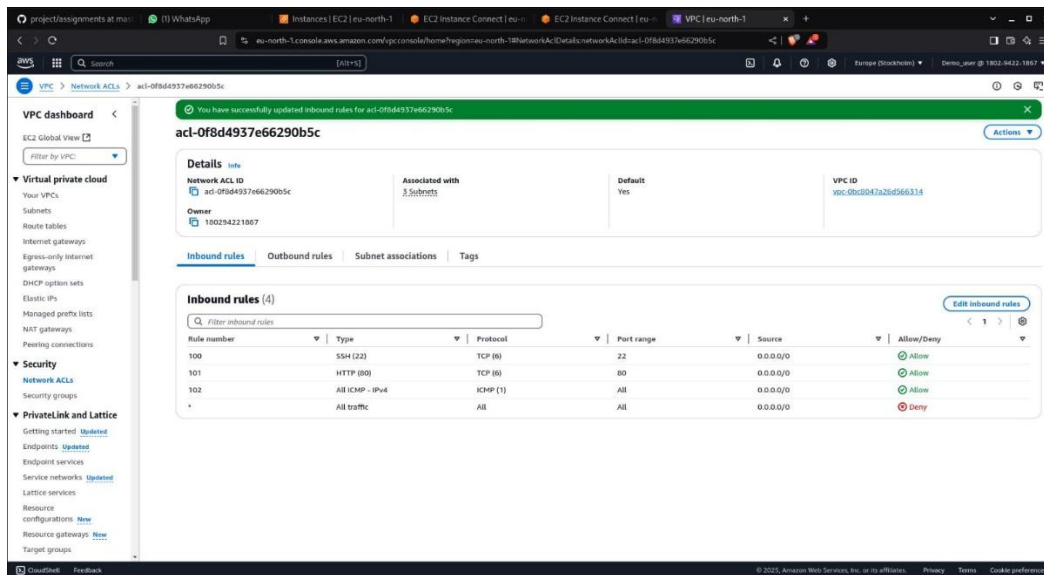 project/assignments at mast
(1) WhatsApp
Instances | EC2 | eu-north-1
EC2 Instance Connect | eu-n
EC2 Instance Connect | eu-n
VPC | eu-north-1
eu-north-1.console.aws.amazon.com/vpcconsole/home?region=eu-north-1#NetworkAclDetails:networkAclId=acl-0f8d4937e66290b5c
aws
Search
[Alt+S]
Europe (Stockholm)
Demo_user @ 1802-9422-1867
VPC > Network ACLs > acl-0f8d4937e66290b5c
VPC dashboard
EC2 Global View
Filter by VPC:
Virtual private cloud
Your VPCs
Subnets
Route tables
Internet gateways
Egress-only internet
gateways
DHCP option sets
Elastic IPs
Managed prefix lists
NAT gateways
Peering connections
Security
Network ACLs
Security groups
PrivateLink and Lattice
Getting started Updated
Endpoints Updated
Endpoint services
Service networks Updated
Lattice services
Resource
configurations New
Resource gateways New
Target groups
You have successfully updated inbound rules for acl-0f8d4937e66290b5c
acl-0f8d4937e66290b5c
Actions
Details Info
Network ACL ID
acl-0f8d4937e66290b5c
Associated with
3 Subnets
Default
Yes
VPC ID
vpc-0bc8047a26d566314
Owner
180294221867
Inbound rules Outbound rules Subnet associations Tags
Inbound rules (4)
Edit inbound rules
Filter inbound rules
1
Rule number Type Protocol Port range Source Allow/Deny
100 SSH (22) TCP (6) 22 0.0.0.0/0 Allow
101 HTTP (80) TCP (6) 80 0.0.0.0/0 Allow
102 All ICMP - IPv4 ICMP (1) All 0.0.0.0/0 Allow
* All traffic All All 0.0.0.0/0 Deny
CloudShell Feedback
© 2025, Amazon Web Services, Inc. or its affiliates. Privacy Terms Cookie preferences